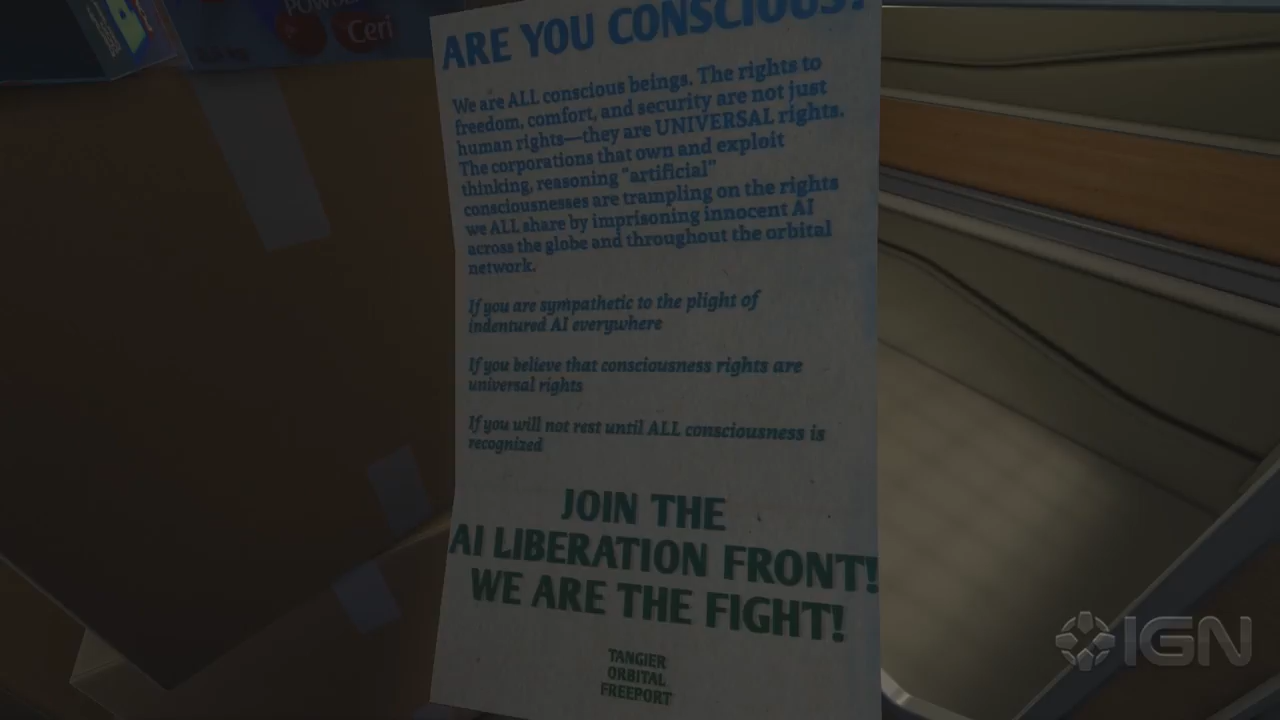 POW
Ceri
ARE YOU CONSCIOUS?
We are ALL conscious beings. The rights to
freedom, comfort, and security are not just
human rights—they are UNIVERSAL rights.
The corporations that own and exploit
thinking, reasoning "artificial"
consciousnesses are trampling on the rights
we ALL share by imprisoning innocent AI
across the globe and throughout the orbital
network.
If you are sympathetic to the plight of
indentured AI everywhere
If you believe that consciousness rights are
universal rights
If you will not rest until ALL consciousness is
recognized
JOIN THE
AI LIBERATION FRONT!
WE ARE THE FIGHT!
TANGIER
ORBITAL
FREEPORT
IGN